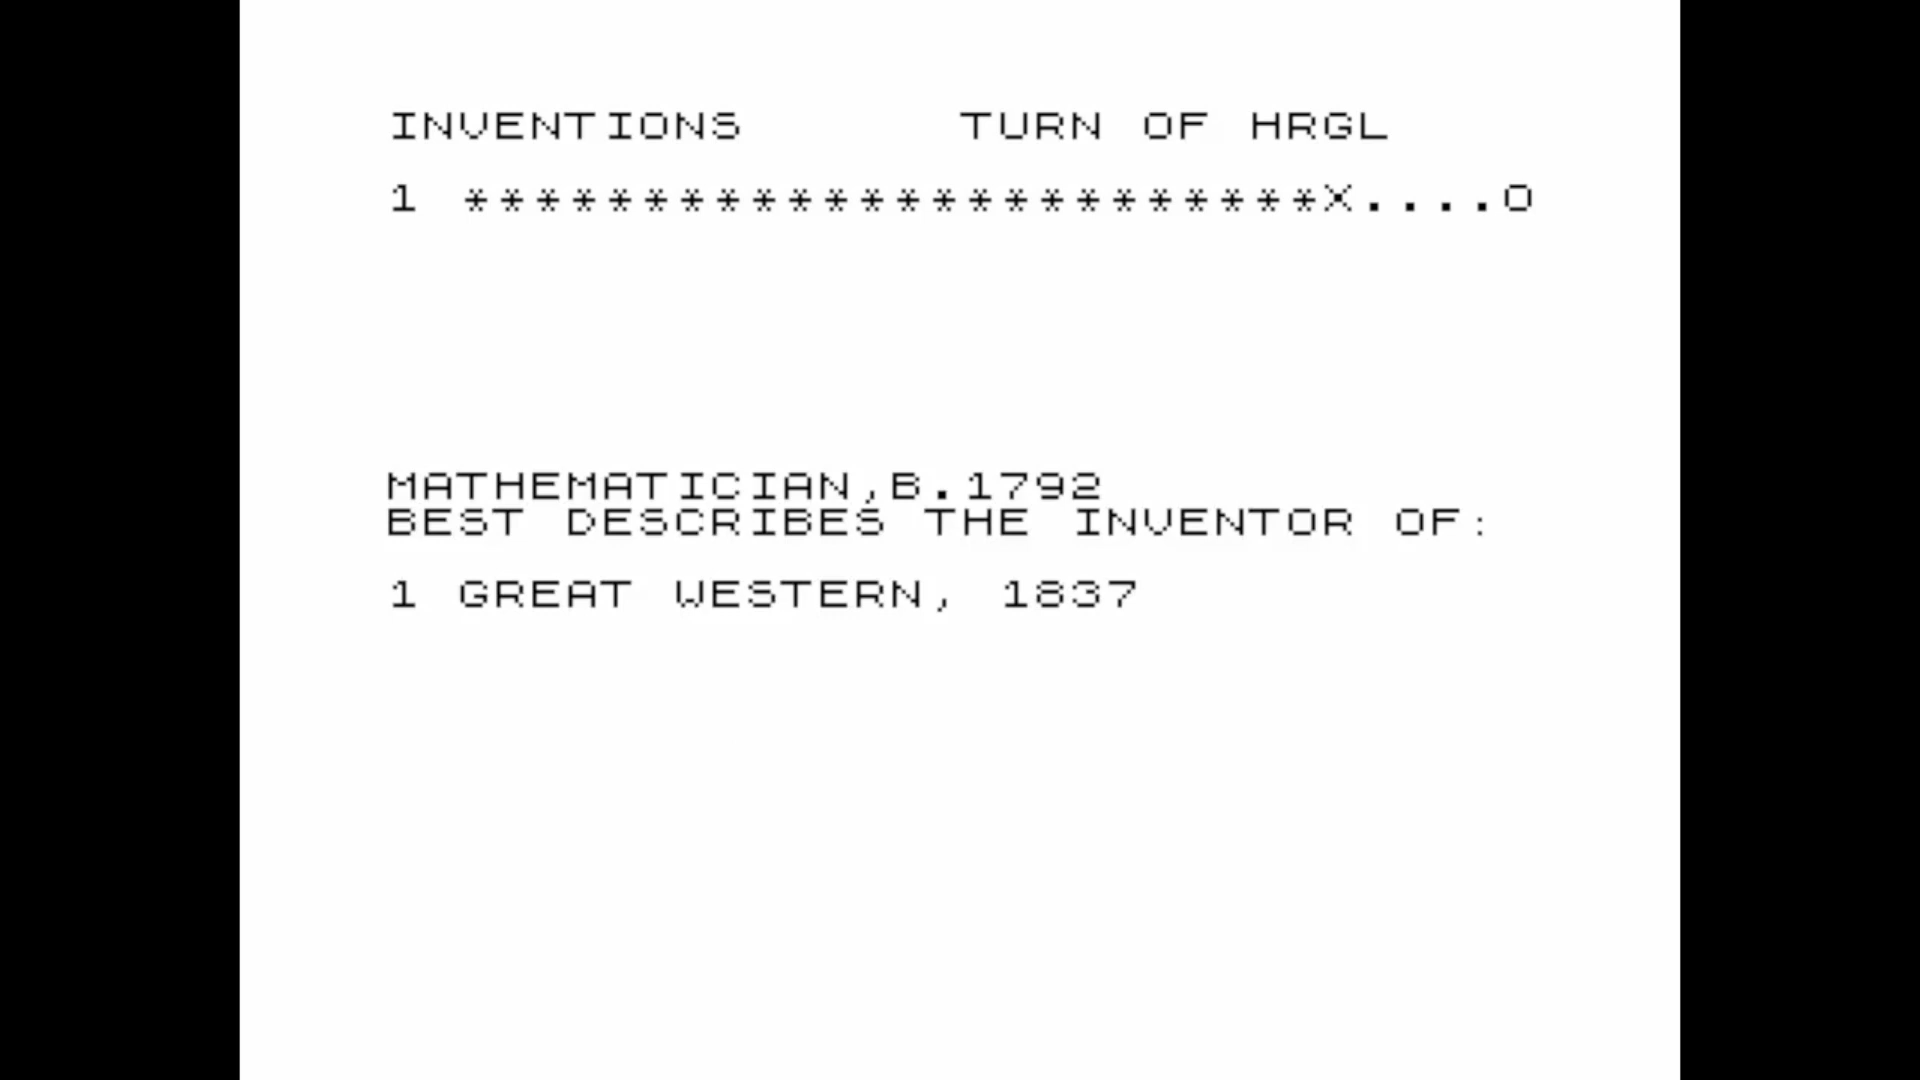 INVENTIONS TURN OF HRGL
1 ************************X....O
MATHEMATICIAN,B.1792
BEST DESCRIBES THE INVENTOR OF:
1 GREAT WESTERN, 1837